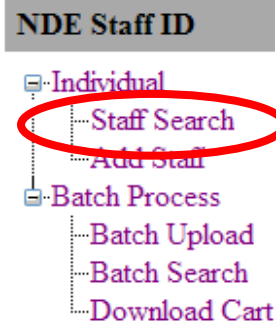 NDE Staff ID
Individual
Staff Search
Add Staff
Batch Process
Batch Upload
Batch Search
Download Cart